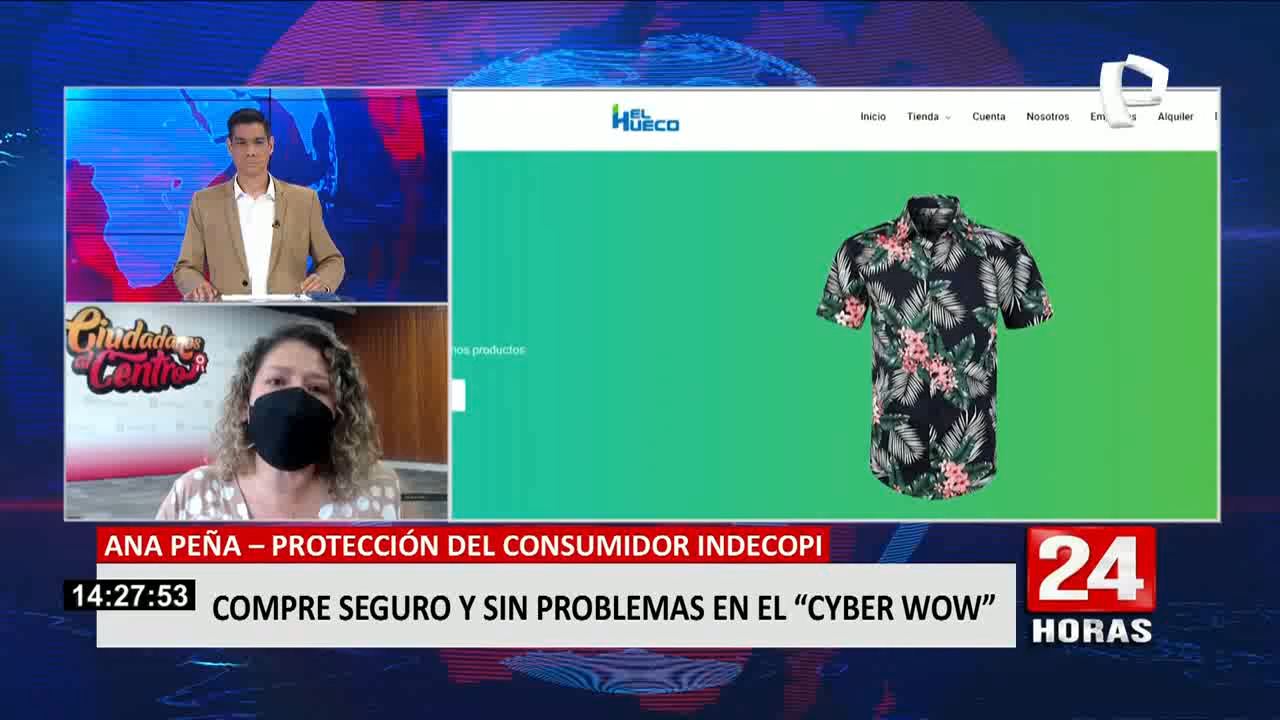 EL
HUECO
Inicio
Tienda
Cuenta
Nosotros
Alquiler
nos productos
Ciudadanos
al
Centro
ANA PEÑA – PROTECCIÓN DEL CONSUMIDOR INDECOPI
14:27:53
COMPRE SEGURO Y SIN PROBLEMAS EN EL “CYBER WOW”
24
HORAS